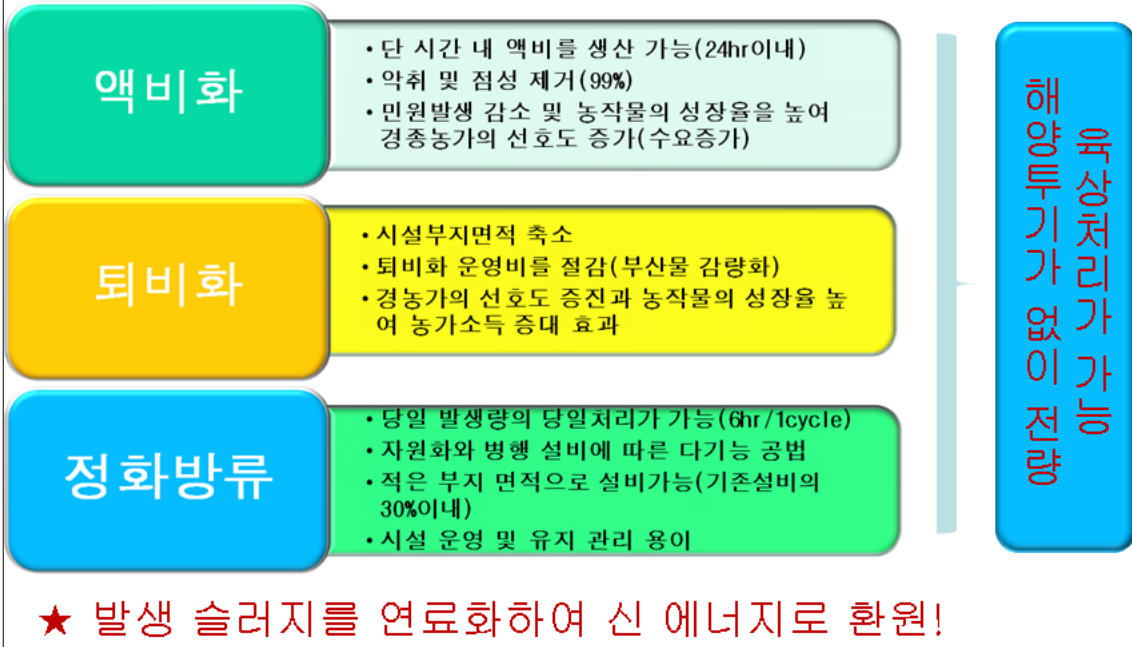 액비화
• 단 시간 내 액비를 생산 가능(24hr이내)
• 악취 및 점성 제거(99%)
• 민원발생 감소 및 농작물의 성장율을 높여
경종농가의 선호도 증가(수요증가)
퇴비화
• 시설부지면적 축소
• 퇴비화 운영비를 절감(부산물 감량화)
• 경농가의 선호도 증진과 농작물의 성장율 높
여 농가소득 증대 효과
정화방류
• 당일 발생량의 당일처리가 가능(6hr/1cycle)
• 자원화와 병행 설비에 따른 다기능 공법
• 적은 부지 면적으로 설비가능(기존설비의
30%이내)
• 시설 운영 및 유지 관리 용이
해양투기가 없이 전량
육상처리가 가능
★ 발생 슬러지를 연료화하여 신 에너지로 환원!